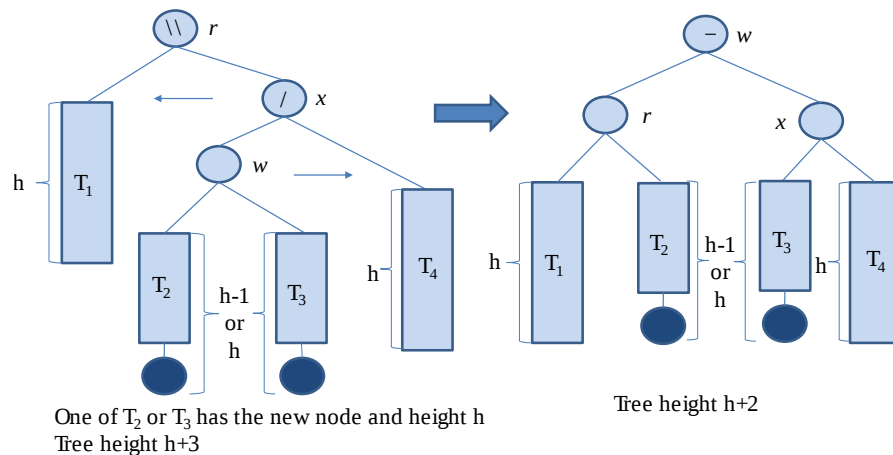 \\ r
/ x
w
h
T1
T2
T3
T4
h
h-1
or
h
One of T2 or T3 has the new node and height h
Tree height h+3
– w
r
x
h
T1
T2
h-1
or
h
T3
h
T4
Tree height h+2